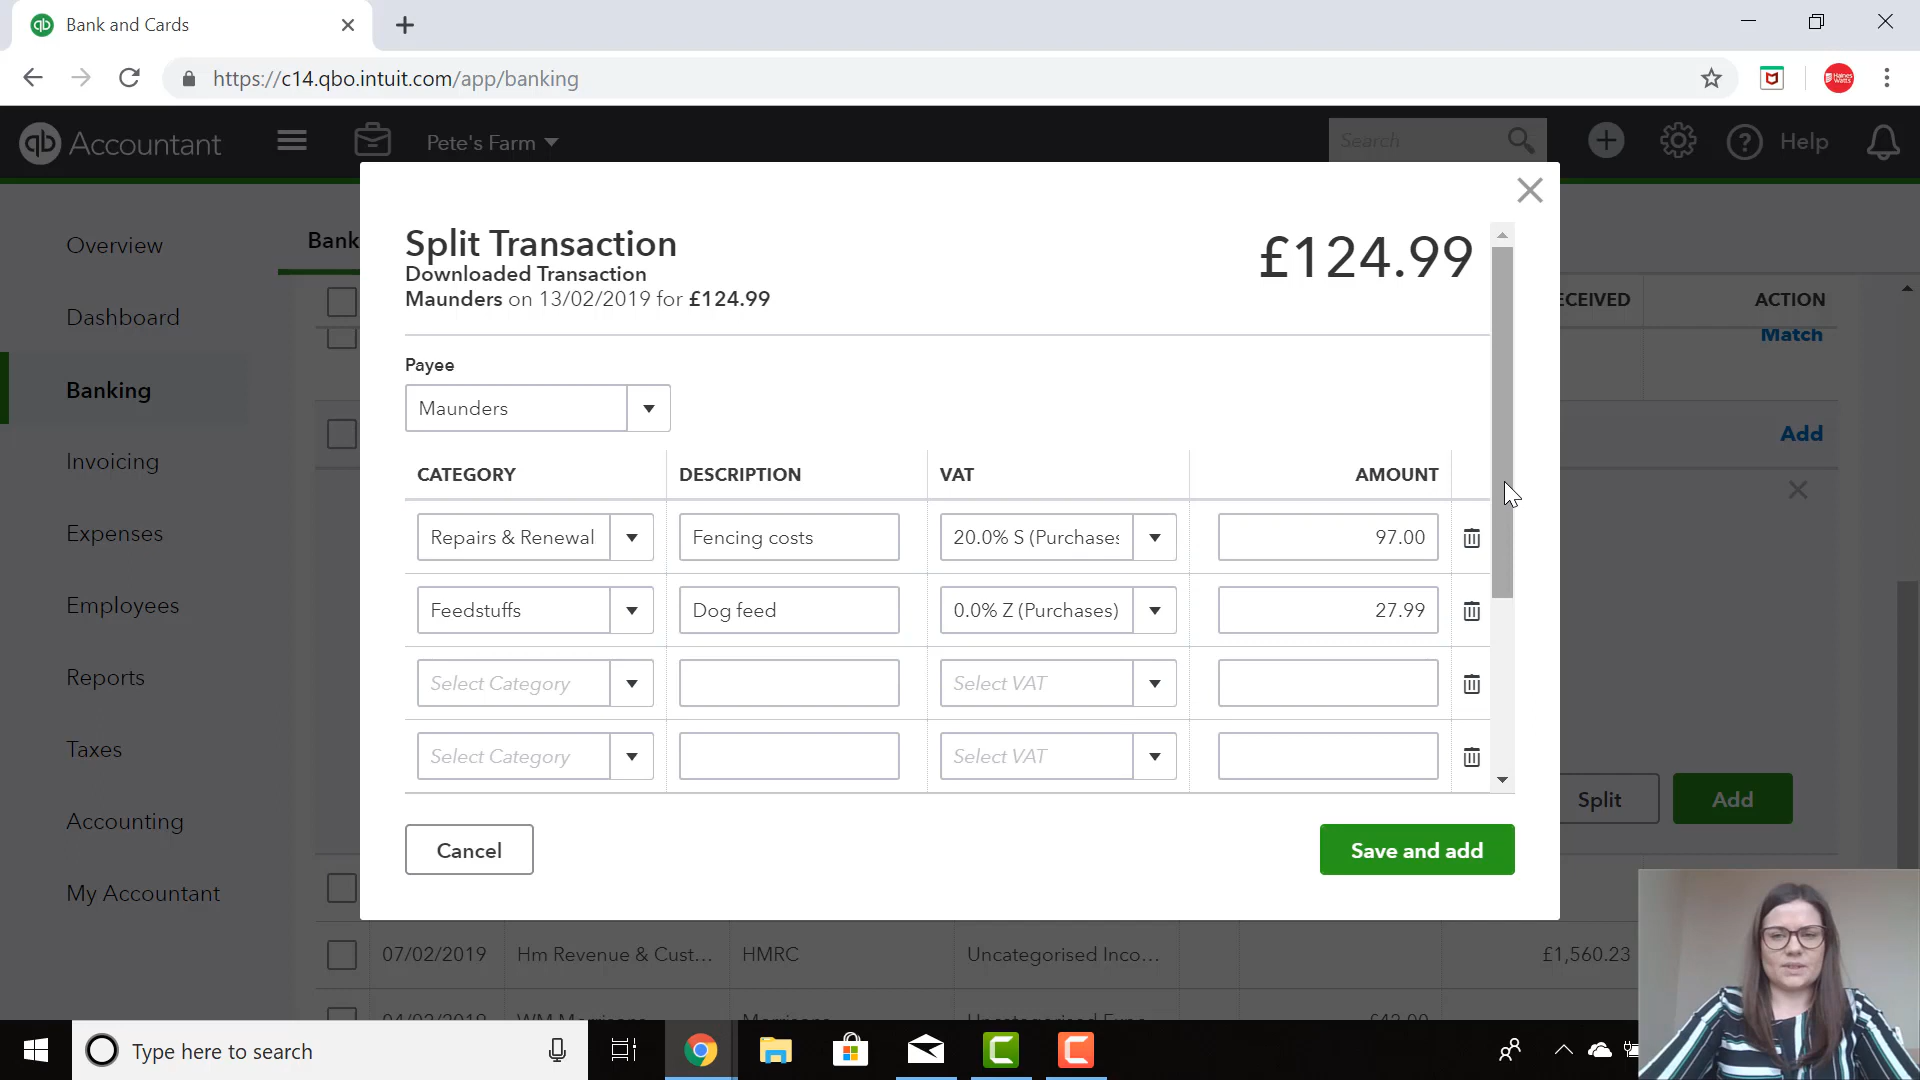 Bank and Cards
https://c14.qbo.intuit.com/app/banking
qb Accountant
Pete's Farm
Search
Help
Overview
Dashboard
Banking
Invoicing
Expenses
Employees
Reports
Taxes
Accounting
My Accountant
Bank
ECEIVED
ACTION
Match
Add
Split Transaction
£124.99
Downloaded Transaction
Maunders on 13/02/2019 for £124.99
Payee
Maunders
CATEGORY DESCRIPTION VAT AMOUNT
Repairs & Renewal Fencing costs 20.0% S (Purchases 97.00
Feedstuffs Dog feed 0.0% Z (Purchases) 27.99
Select Category Select VAT
Select Category Select VAT
Cancel
Save and add
Split
Add
07/02/2019 Hm Revenue & Cust... HMRC Uncategorised Inco... £1,560.23
Type here to search